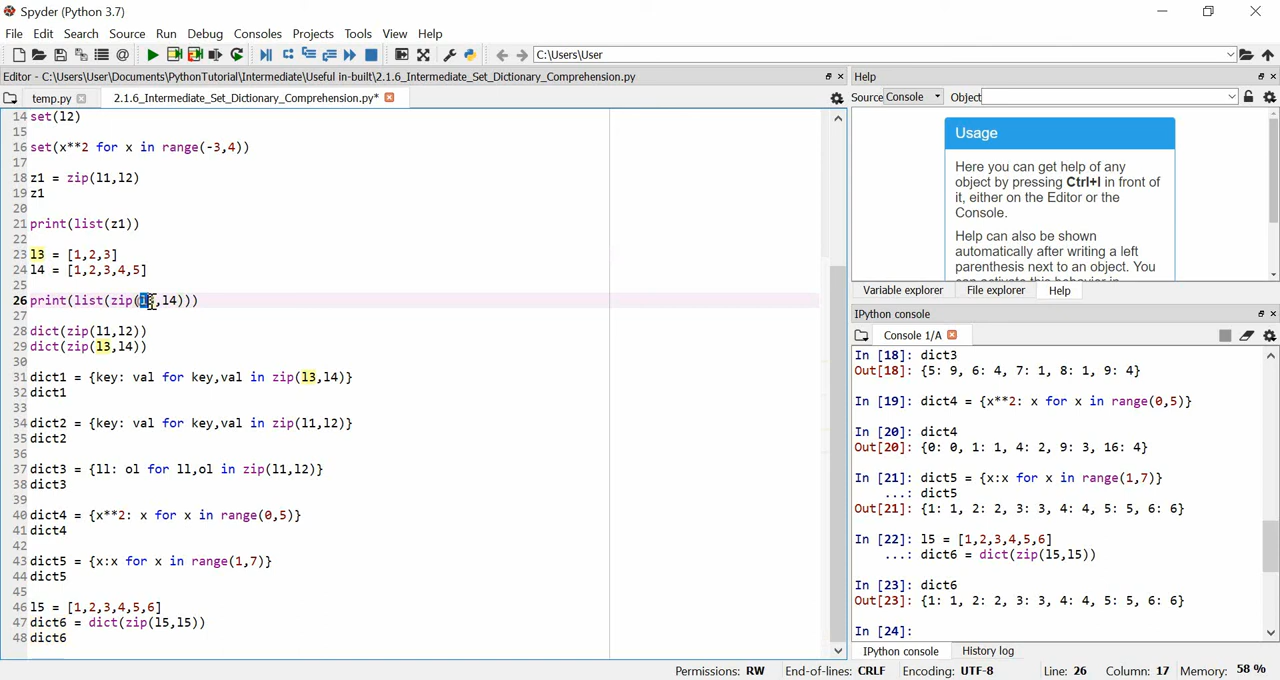 Spyder (Python 3.7)
File Edit Search Source Run Debug Consoles Projects Tools View Help
C:\Users\User
Editor - C:\Users\User\Documents\PythonTutorial\Intermediate\Useful in-built\2.1.6_Intermediate_Set_Dictionary_Comprehension.py
temp.py 2.1.6_Intermediate_Set_Dictionary_Comprehension.py*
14 set(l2)
15
16 set(x**2 for x in range(-3,4))
17
18 z1 = zip(l1,l2)
19 z1
20
21 print(list(z1))
22
23 l3 = [1,2,3]
24 l4 = [1,2,3,4,5]
25
26 print(list(zip(l3,l4)))
27
28 dict(zip(l1,l2))
29 dict(zip(l3,l4))
30
31 dict1 = {key: val for key,val in zip(l3,l4)}
32 dict1
33
34 dict2 = {key: val for key,val in zip(l1,l2)}
35 dict2
36
37 dict3 = {ll: ol for ll,ol in zip(l1,l2)}
38 dict3
39
40 dict4 = {x**2: x for x in range(0,5)}
41 dict4
42
43 dict5 = {x:x for x in range(1,7)}
44 dict5
45
46 l5 = [1,2,3,4,5,6]
47 dict6 = dict(zip(l5,l5))
48 dict6
Help
Source Console Object
Usage
Here you can get help of any
object by pressing Ctrl+I in front of
it, either on the Editor or the
Console.
Help can also be shown
automatically after writing a left
parenthesis next to an object. You
can activate this behavior in
Variable explorer File explorer Help
IPython console
Console 1/A
In [18]: dict3
Out[18]: {5: 9, 6: 4, 7: 1, 8: 1, 9: 4}
In [19]: dict4 = {x**2: x for x in range(0,5)}
In [20]: dict4
Out[20]: {0: 0, 1: 1, 4: 2, 9: 3, 16: 4}
In [21]: dict5 = {x:x for x in range(1,7)}
...: dict5
Out[21]: {1: 1, 2: 2, 3: 3, 4: 4, 5: 5, 6: 6}
In [22]: l5 = [1,2,3,4,5,6]
...: dict6 = dict(zip(l5,l5))
In [23]: dict6
Out[23]: {1: 1, 2: 2, 3: 3, 4: 4, 5: 5, 6: 6}
In [24]:
IPython console History log
Permissions: RW End-of-lines: CRLF Encoding: UTF-8 Line: 26 Column: 17 Memory: 58 %